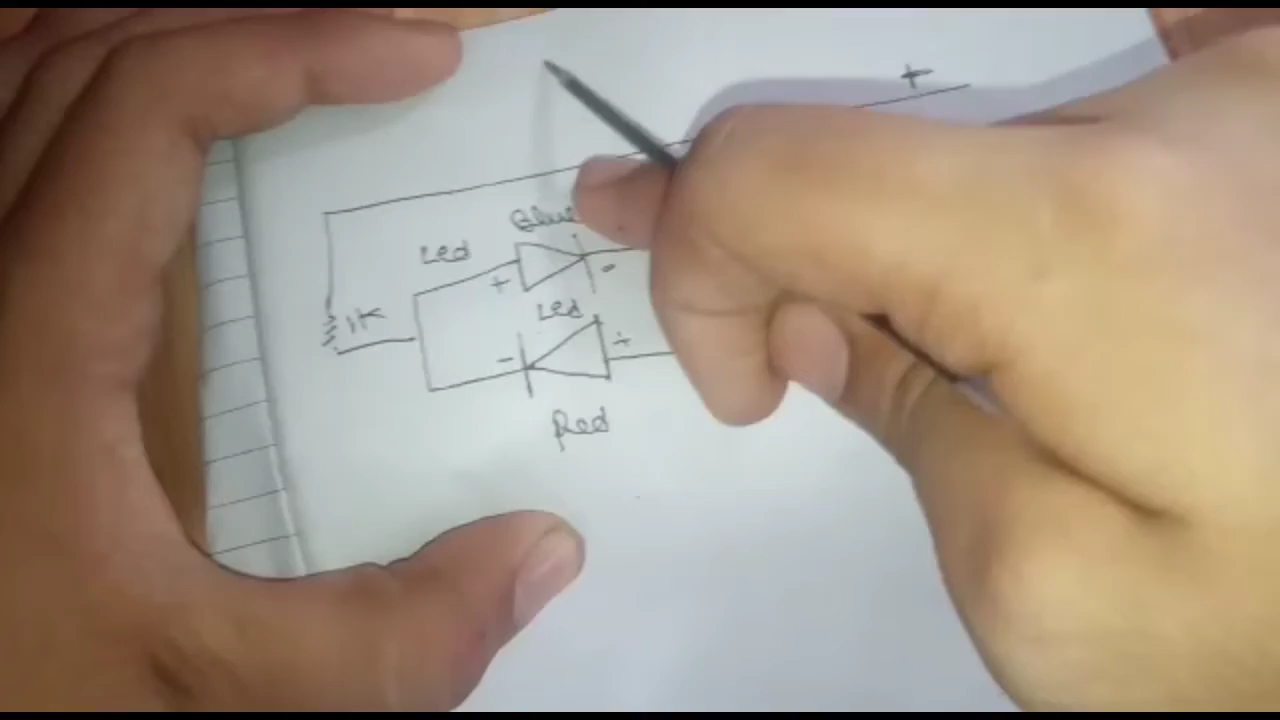 +
Blue
Led
+ -
1K
Led
- +
Red